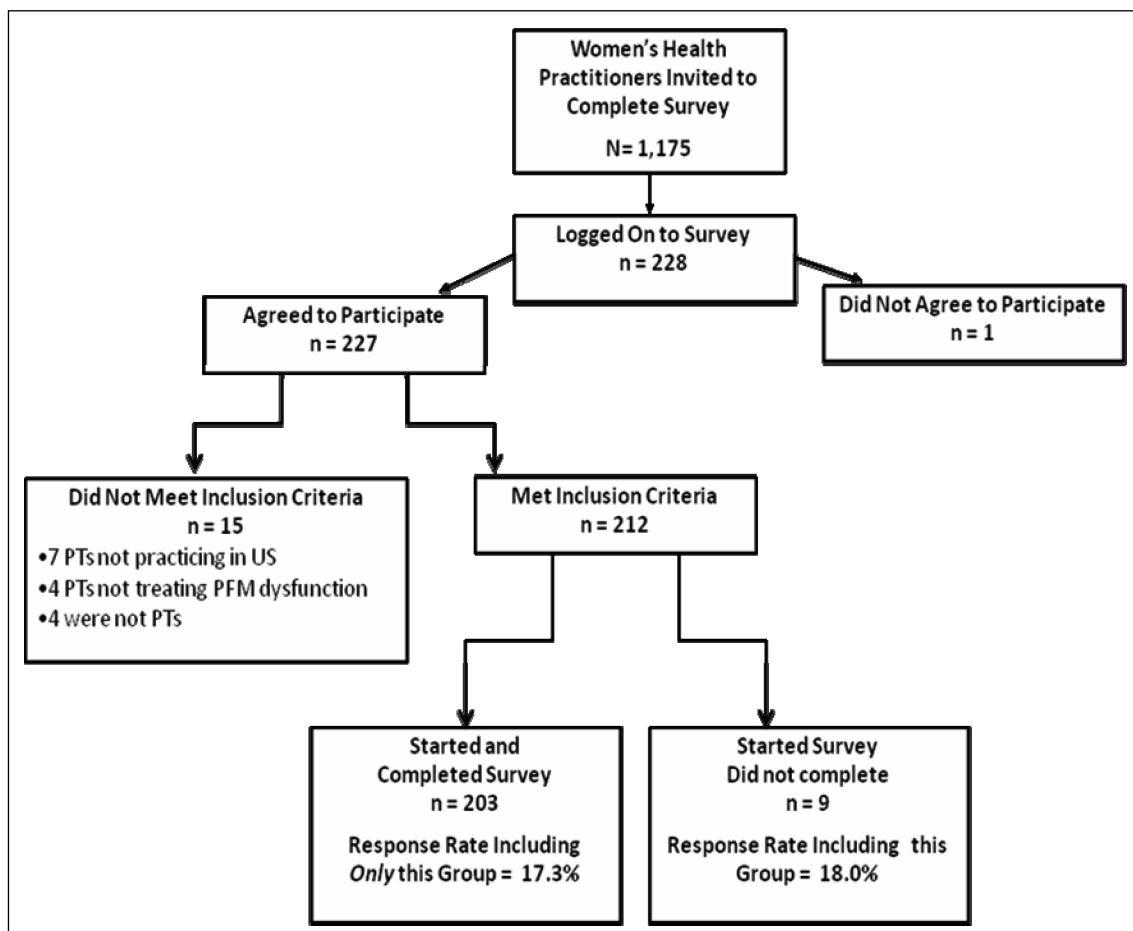 Women's Health
Practitioners Invited to
Complete Survey
N= 1,175
Logged On to Survey
n = 228
Agreed to Participate
n = 227
Did Not Agree to Participate
n = 1
Did Not Meet Inclusion Criteria
n = 15
•7 PTs not practicing in US
•4 PTs not treating PFM dysfunction
•4 were not PTs
Met Inclusion Criteria
n = 212
Started and
Completed Survey
n = 203
Response Rate Including
Only this Group = 17.3%
Started Survey
Did not complete
n = 9
Response Rate Including this
Group = 18.0%